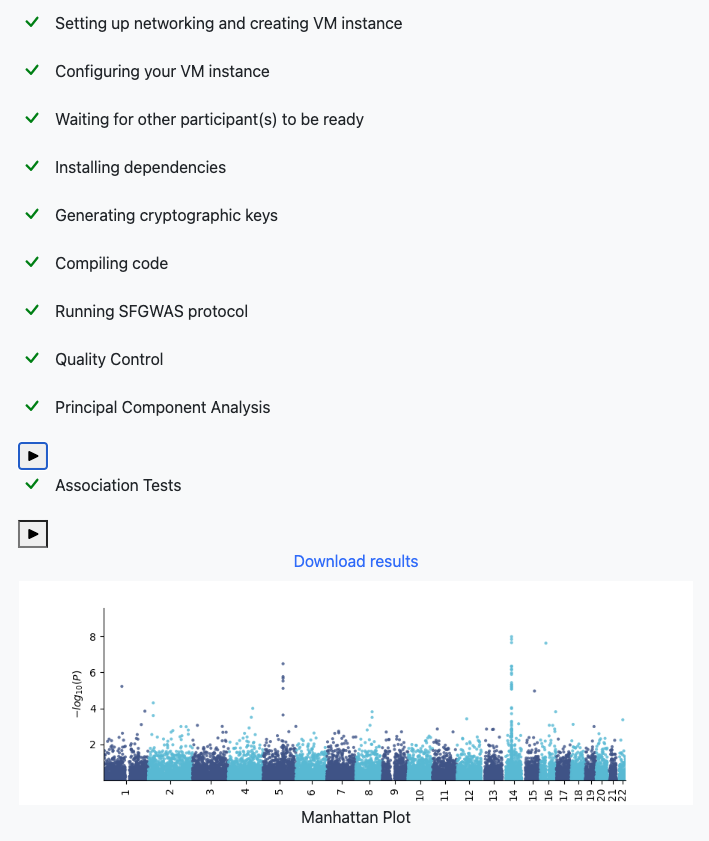 Setting up networking and creating VM instance
Configuring your VM instance
Waiting for other participant(s) to be ready
Installing dependencies
Generating cryptographic keys
Compiling code
Running SFGWAS protocol
Quality Control
Principal Component Analysis
Association Tests
Download results
8
6
4
2
−log₁₀(P)
1 2 3 4 5 6 7 8 9 10 11 12 13 14 15 16 17 18 19 20 21 22
Manhattan Plot